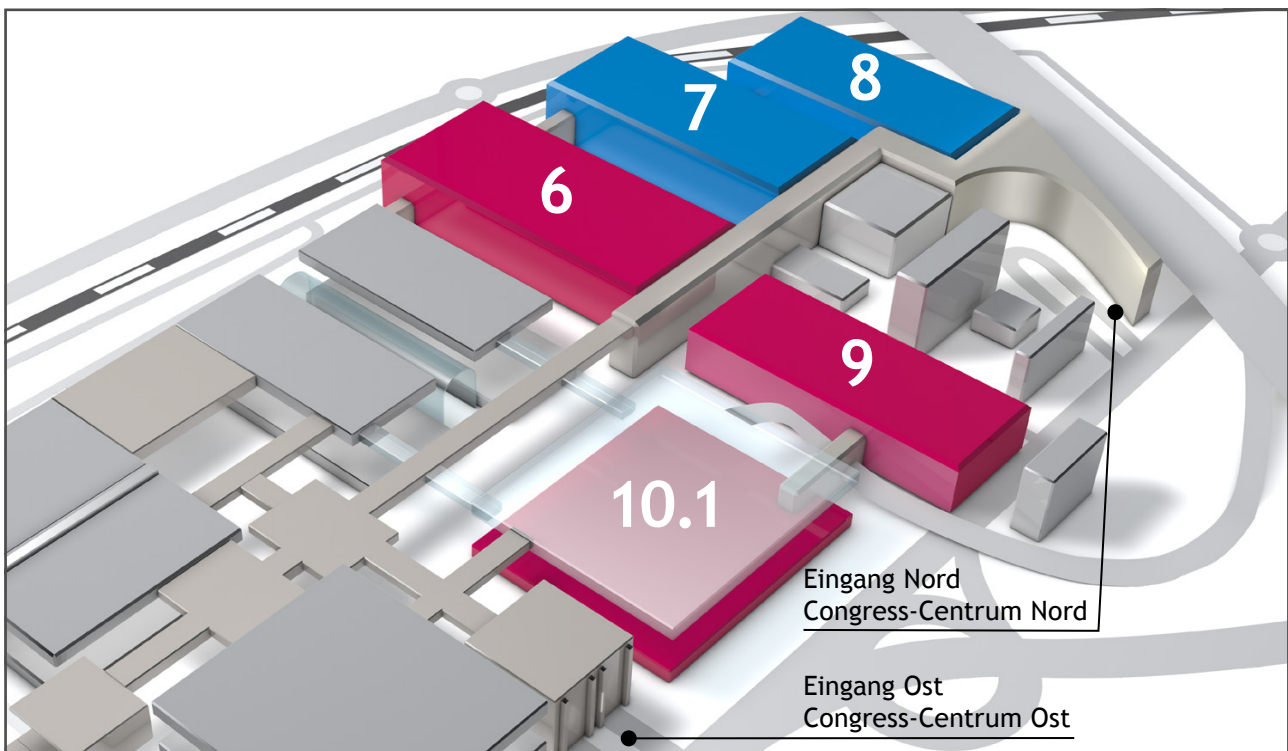 8
7
6
9
10.1
Eingang Nord
Congress-Centrum Nord
Eingang Ost
Congress-Centrum Ost